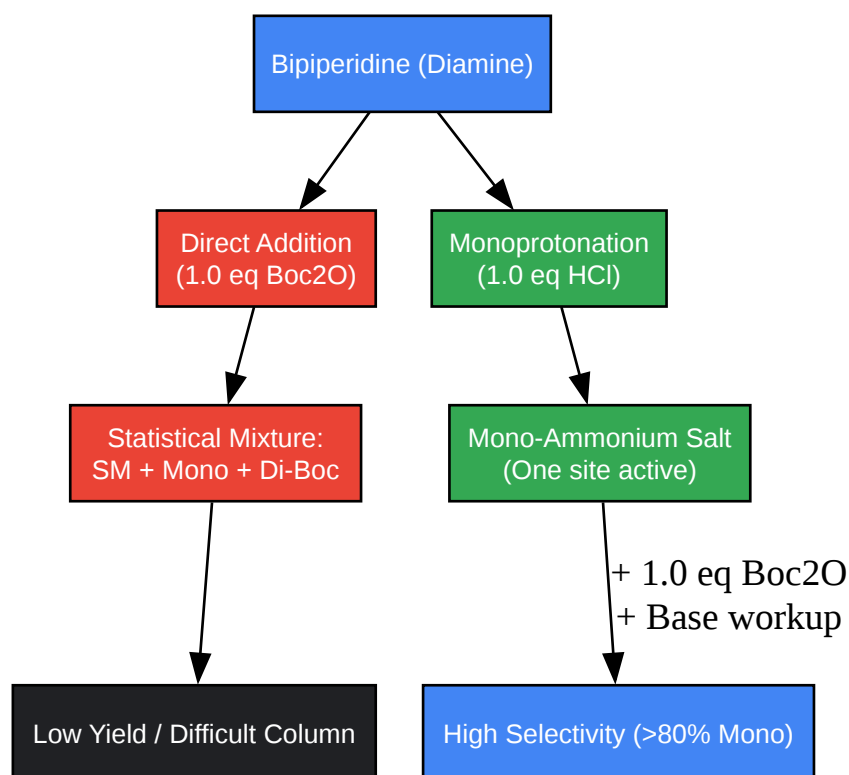 Bipiperidine (Diamine)
Direct Addition
(1.0 eq Boc2O)
Monoprotonation
(1.0 eq HCl)
Statistical Mixture:
SM + Mono + Di-Boc
Mono-Ammonium Salt
(One site active)
+ 1.0 eq Boc2O
+ Base workup
Low Yield / Difficult Column
High Selectivity (>80% Mono)